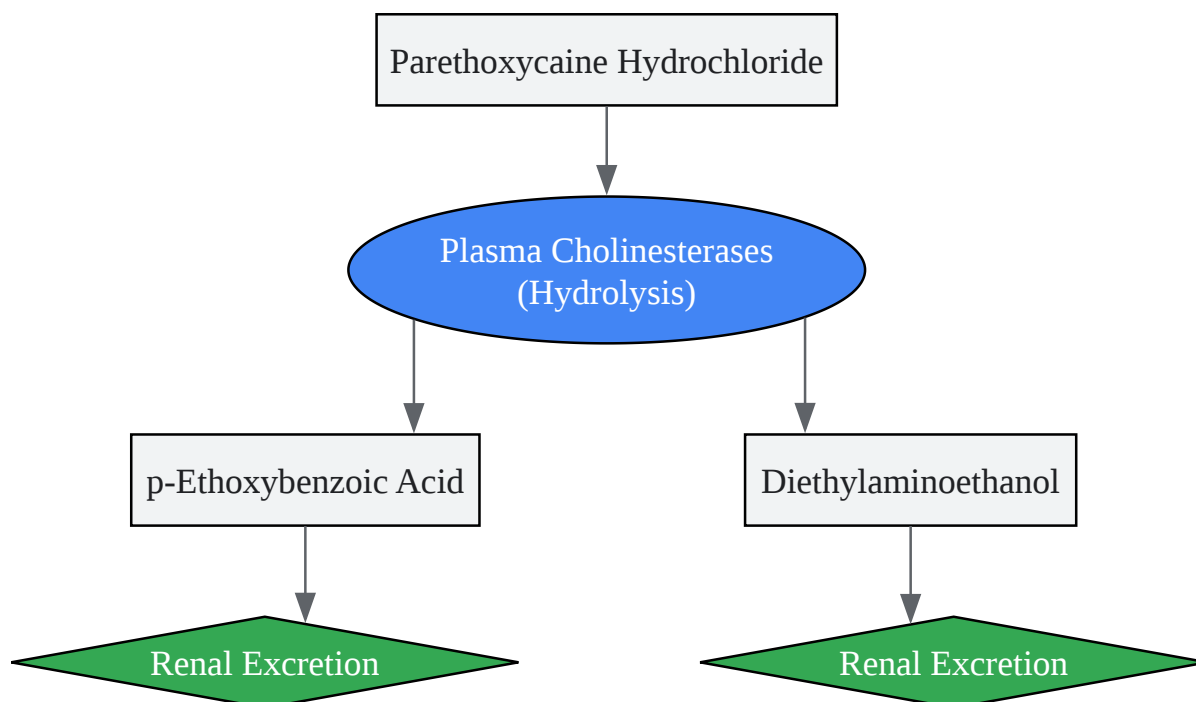 Parethoxycaine Hydrochloride
Plasma Cholinesterases
(Hydrolysis)
p-Ethoxybenzoic Acid
Diethylaminoethanol
Renal Excretion
Renal Excretion